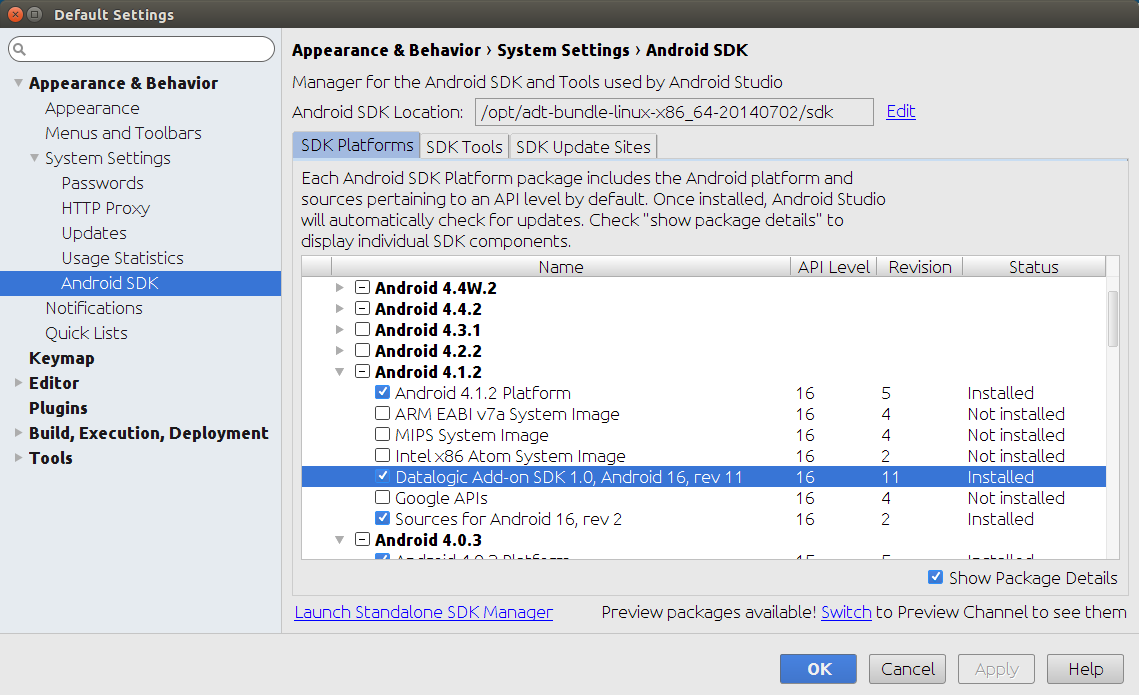 Default Settings
Appearance & Behavior
Appearance
Menus and Toolbars
System Settings
Passwords
HTTP Proxy
Updates
Usage Statistics
Android SDK
Notifications
Quick Lists
Keymap
Editor
Plugins
Build, Execution, Deployment
Tools
Appearance & Behavior › System Settings › Android SDK
Manager for the Android SDK and Tools used by Android Studio
Android SDK Location: /opt/adt-bundle-linux-x86_64-20140702/sdk Edit
SDK Platforms SDK Tools SDK Update Sites
Each Android SDK Platform package includes the Android platform and
sources pertaining to an API level by default. Once installed, Android Studio
will automatically check for updates. Check "show package details" to
display individual SDK components.
Name API Level Revision Status
Android 4.4W.2
Android 4.4.2
Android 4.3.1
Android 4.2.2
Android 4.1.2
Android 4.1.2 Platform 16 5 Installed
ARM EABI v7a System Image 16 4 Not installed
MIPS System Image 16 4 Not installed
Intel x86 Atom System Image 16 2 Not installed
Datalogic Add-on SDK 1.0, Android 16, rev 11 16 11 Installed
Google APIs 16 4 Not installed
Sources for Android 16, rev 2 16 2 Installed
Android 4.0.3
Android 4.0.3 Platform 15 5 Installed
Show Package Details
Launch Standalone SDK Manager Preview packages available! Switch to Preview Channel to see them
OK Cancel Apply Help